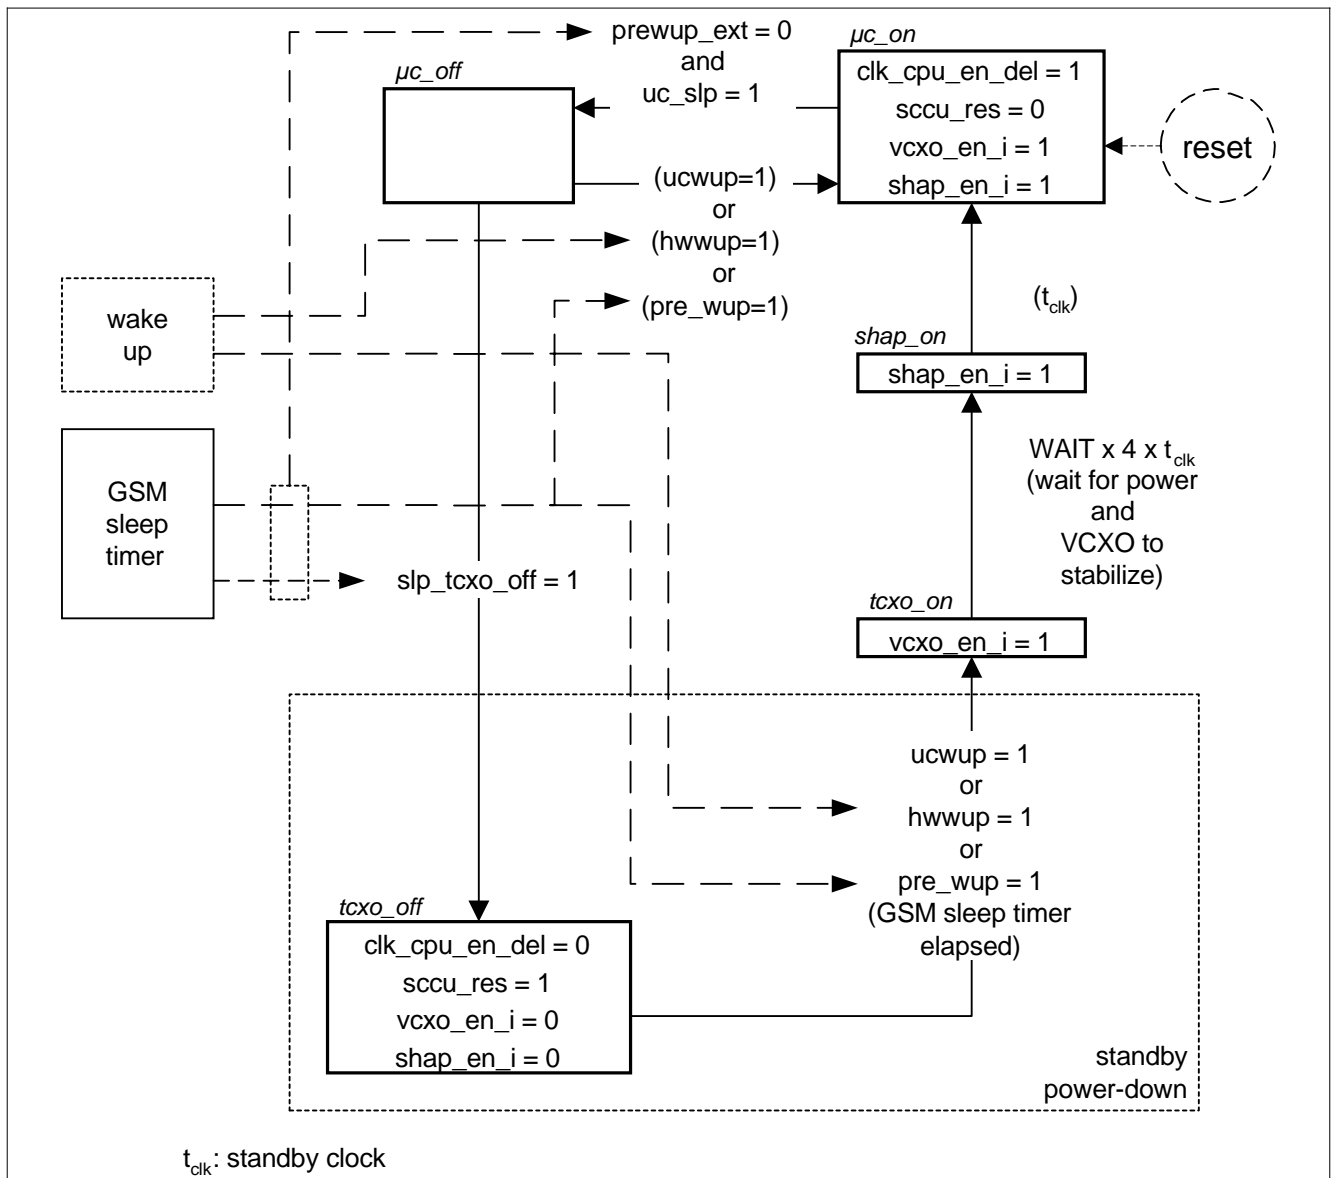 prewup_ext = 0
and
uc_slp = 1
µc_off
µc_on
clk_cpu_en_del = 1
sccu_res = 0
vcxo_en_i = 1
shap_en_i = 1
reset
(ucwup=1)
or
(hwwup=1)
or
(pre_wup=1)
wake
up
(t_clk)
shap_on
shap_en_i = 1
GSM
sleep
timer
WAIT x 4 x t_clk
(wait for power
and
VCXO to
stabilize)
slp_tcxo_off = 1
tcxo_on
vcxo_en_i = 1
ucwup = 1
or
hwwup = 1
or
pre_wup = 1
(GSM sleep timer
elapsed)
tcxo_off
clk_cpu_en_del = 0
sccu_res = 1
vcxo_en_i = 0
shap_en_i = 0
standby
power-down
t_clk: standby clock